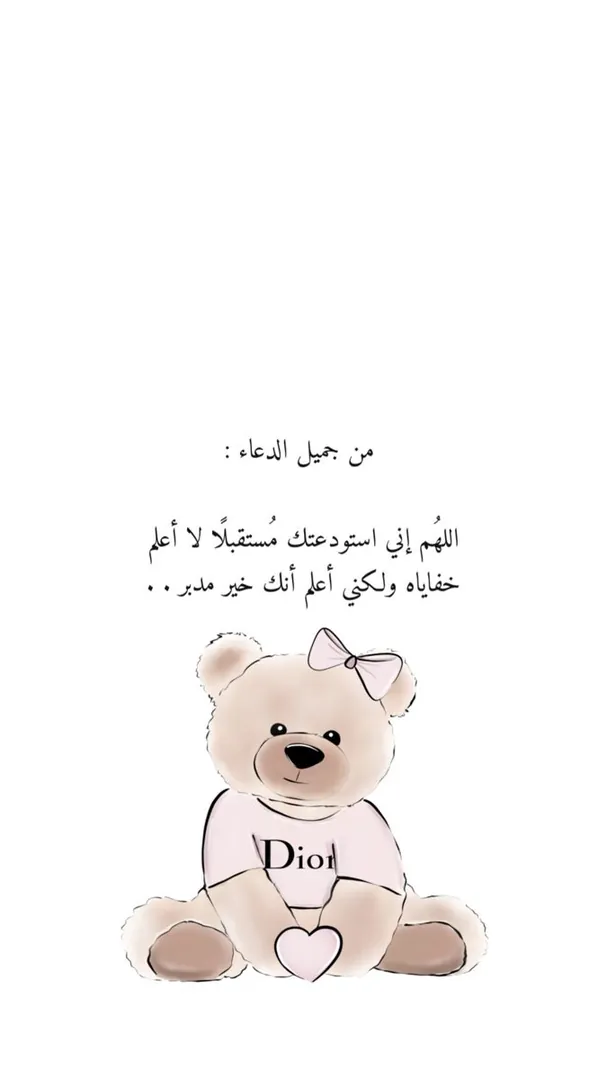 من جميل الدعاء :
اللهُم إني استودعتك مُستقبلًا لا أعلم
خفاياه ولكني أعلم أنك خير مدبر . .
Dior